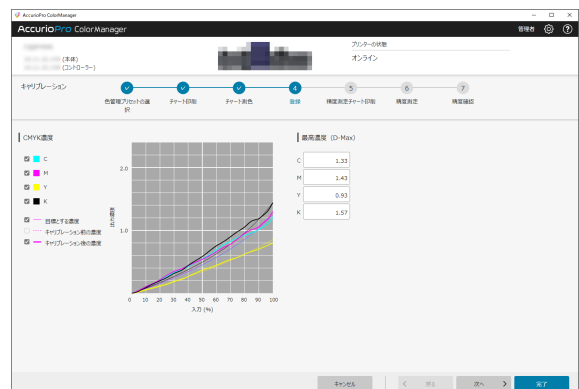 AccurioPro ColorManager
AccurioPro ColorManager
管理者
(本体)
(コントローラー)
プリンターの状態
オンライン
キャリブレーション
4
5
6
7
色管理プリセットの選択
チャート印刷
チャート測色
登録
精度測定チャート印刷
精度測定
精度確認
CMYK濃度
C
M
Y
K
目標とする濃度
キャリブレーション前の濃度
キャリブレーション後の濃度
出力濃度
2.0
1.0
0 10 20 30 40 50 60 70 80 90 100
入力 (%)
最高濃度 (D-Max)
C 1.33
M 1.43
Y 0.93
K 1.57
キャンセル
戻る
次へ
完了